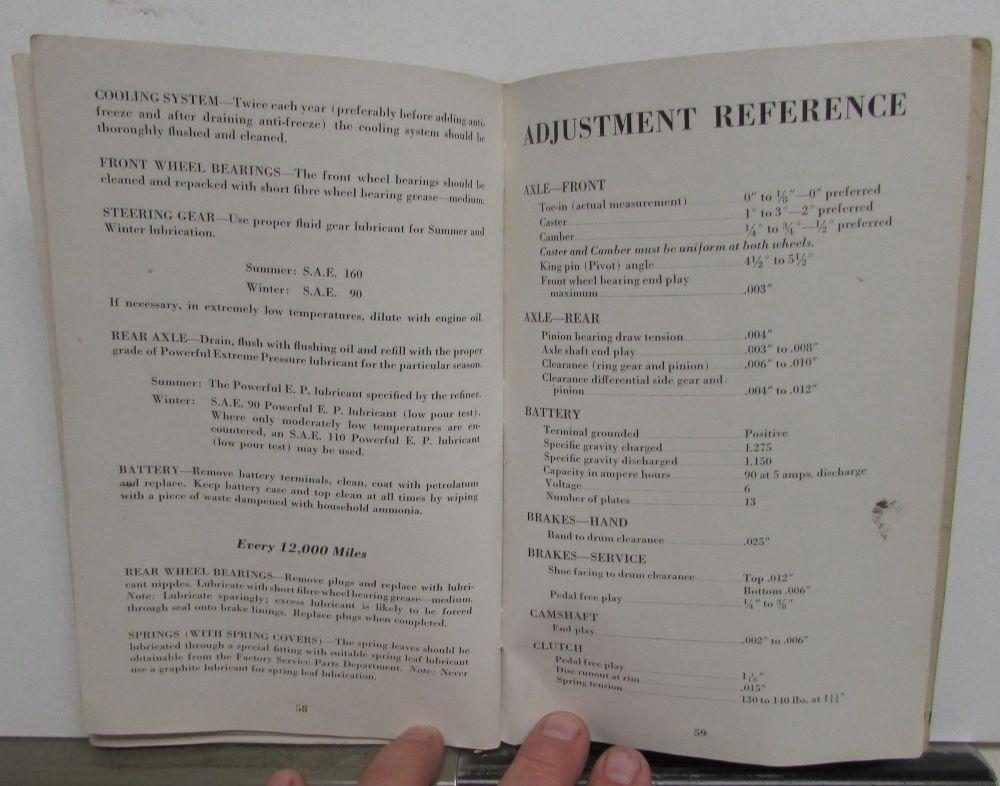 COOLING SYSTEM—Twice each year (preferably before adding anti-
freeze and after draining anti-freeze) the cooling system should be
thoroughly flushed and cleaned.
FRONT WHEEL BEARINGS—The front wheel bearings should be
cleaned and repacked with short fibre wheel bearing grease—medium.
STEERING GEAR—Use proper fluid gear lubricant for Summer and
Winter lubrication.
Summer: S.A.E. 160
Winter: S.A.E. 90
If necessary, in extremely low temperatures, dilute with engine oil.
REAR AXLE—Drain, flush with flushing oil and refill with the proper
grade of Powerful Extreme Pressure lubricant for the particular season.
Summer: The Powerful E. P. lubricant specified by the refiner.
Winter: S.A.E. 90 Powerful E. P. lubricant (low pour test).
Where only moderately low temperatures are en-
countered, an S.A.E. 110 Powerful E. P. lubricant
(low pour test) may be used.
BATTERY—Remove battery terminals, clean, coat with petrolatum
and replace. Keep battery case and top clean at all times by wiping
with a piece of waste dampened with household ammonia.
Every 12,000 Miles
REAR WHEEL BEARINGS—Remove plugs and replace with lubri-
cant nipples. Lubricate with short fibre wheel bearing grease—medium.
Note: Lubricate sparingly; excess lubricant is likely to be forced
through seal onto brake linings. Replace plugs when completed.
SPRINGS (WITH SPRING COVERS)—The spring leaves should be
lubricated through a special fitting with suitable spring leaf lubricant
obtainable from the Factory Service Parts Department. Note: Never
use a graphite lubricant for spring leaf lubrication.
58
ADJUSTMENT REFERENCE
AXLE—FRONT
Toe-in (actual measurement) 0″ to ⅛″—0″ preferred
Caster 1° to 3°—2° preferred
Camber ¼° to ¾°—½° preferred
Caster and Camber must be uniform at both wheels.
King pin (Pivot) angle 4½° to 5½°
Front wheel bearing end play
maximum .003″
AXLE—REAR
Pinion bearing draw tension .004″
Axle shaft end play .003″ to .008″
Clearance (ring gear and pinion) .006″ to .010″
Clearance differential side gear and
pinion .004″ to .012″
BATTERY
Terminal grounded Positive
Specific gravity charged 1.275
Specific gravity discharged 1.150
Capacity in ampere hours 90 at 5 amps. discharge
Voltage 6
Number of plates 13
BRAKES—HAND
Band to drum clearance .025″
BRAKES—SERVICE
Shoe facing to drum clearance Top .012″
Bottom .006″
Pedal free play ¼″ to ⅜″
CAMSHAFT
End play .002″ to .006″
CLUTCH
Pedal free play
Disc runout at rim .015″
Spring tension 130 to 140 lbs. at
59